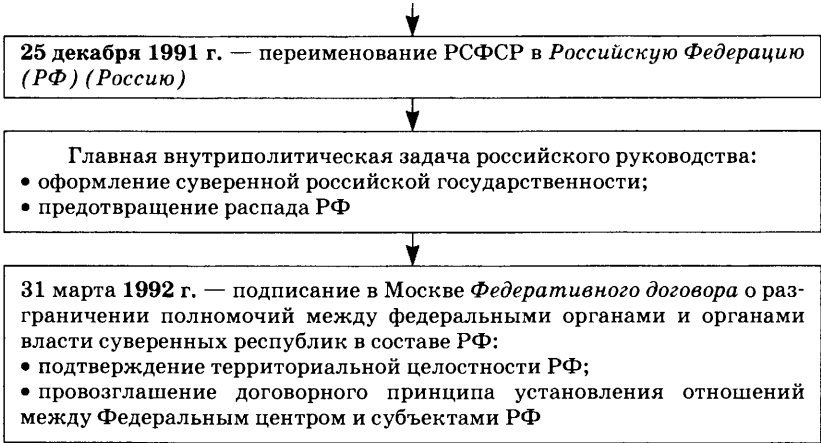 25 декабря 1991 г. — переименование РСФСР в Российскую Федерацию
(РФ) (Россию)
Главная внутриполитическая задача российского руководства:
• оформление суверенной российской государственности;
• предотвращение распада РФ
31 марта 1992 г. — подписание в Москве Федеративного договора о раз-
граничении полномочий между федеральными органами и органами
власти суверенных республик в составе РФ:
• подтверждение территориальной целостности РФ;
• провозглашение договорного принципа установления отношений
между Федеральным центром и субъектами РФ